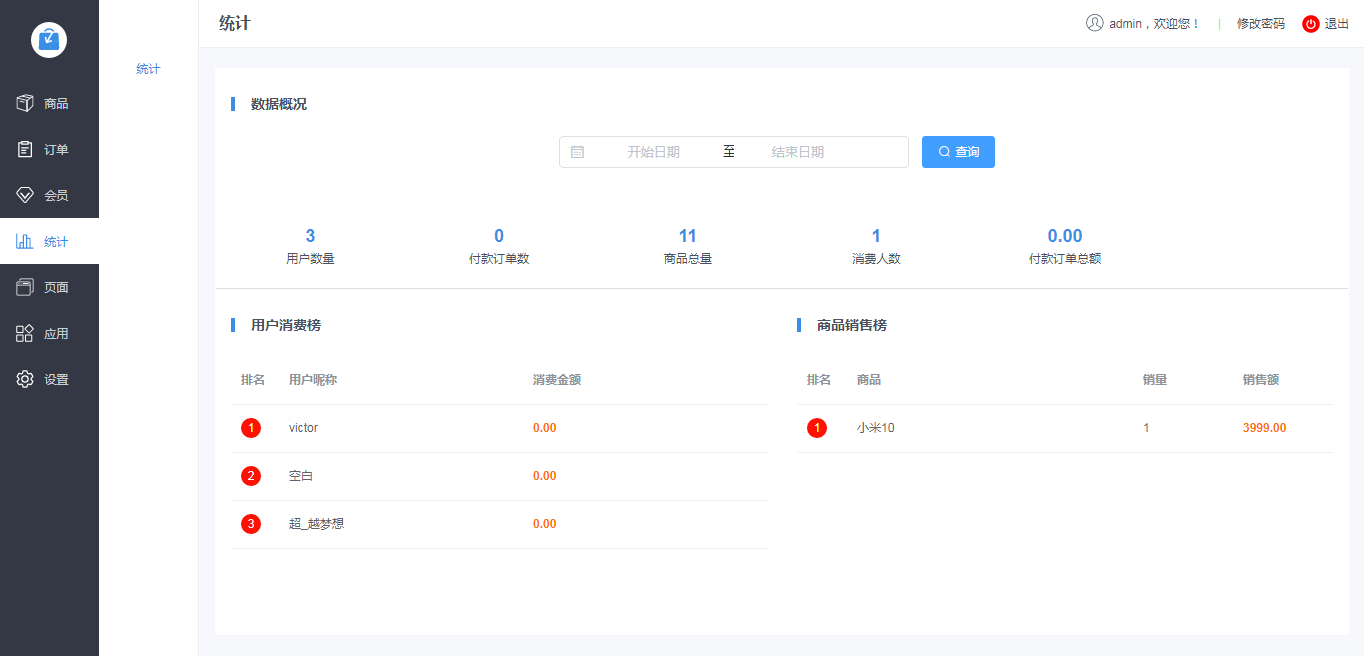 统计
admin，欢迎您！ | 修改密码 退出
商品
订单
会员
统计
页面
应用
设置
统计
数据概况
开始日期 至 结束日期 查询
3 0 11 1 0.00
用户数量 付款订单数 商品总量 消费人数 付款订单总额
用户消费榜
排名 用户昵称 消费金额
1 victor 0.00
2 空白 0.00
3 超_越梦想 0.00
商品销售榜
排名 商品 销量 销售额
1 小米10 1 3999.00